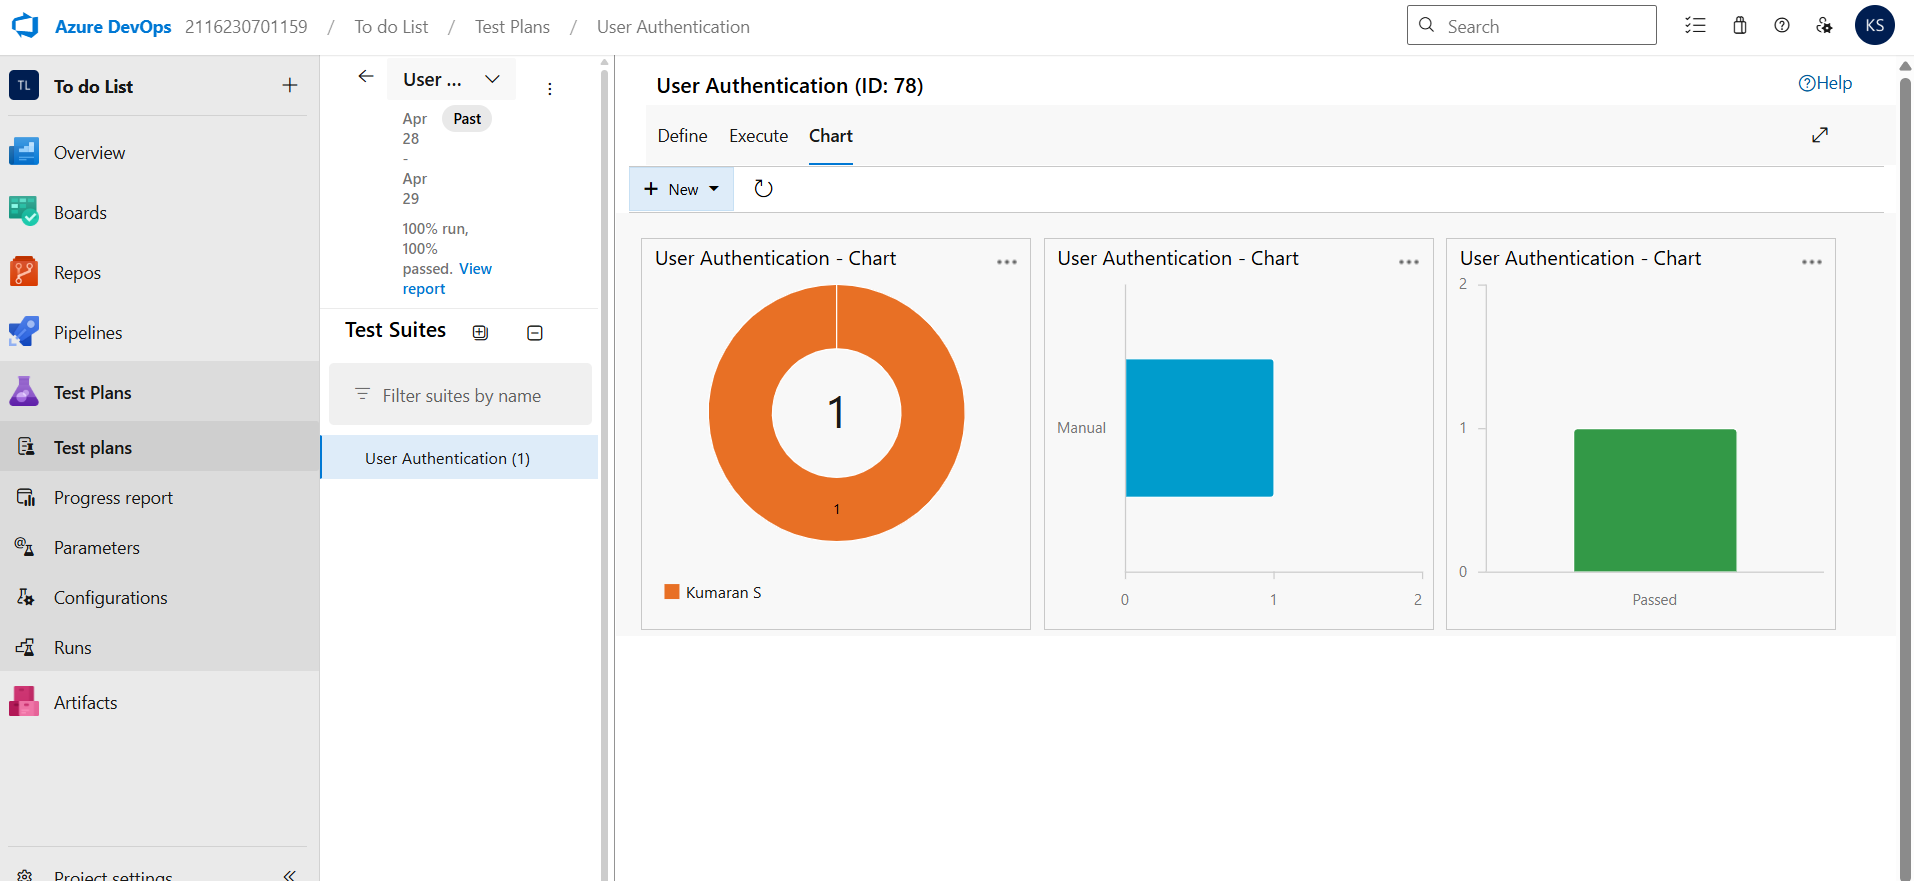 Azure DevOps 2116230701159 / To do List / Test Plans / User Authentication
Search
KS
TL To do List
Overview
Boards
Repos
Pipelines
Test Plans
Test plans
Progress report
Parameters
Configurations
Runs
Artifacts
Project settings
User ...
Apr
28
-
Apr
29
Past
100% run,
100%
passed. View
report
Test Suites
Filter suites by name
User Authentication (1)
User Authentication (ID: 78)
Help
Define Execute Chart
New
User Authentication - Chart
1
1
Kumaran S
User Authentication - Chart
Manual
0 1 2
User Authentication - Chart
2
1
0
Passed